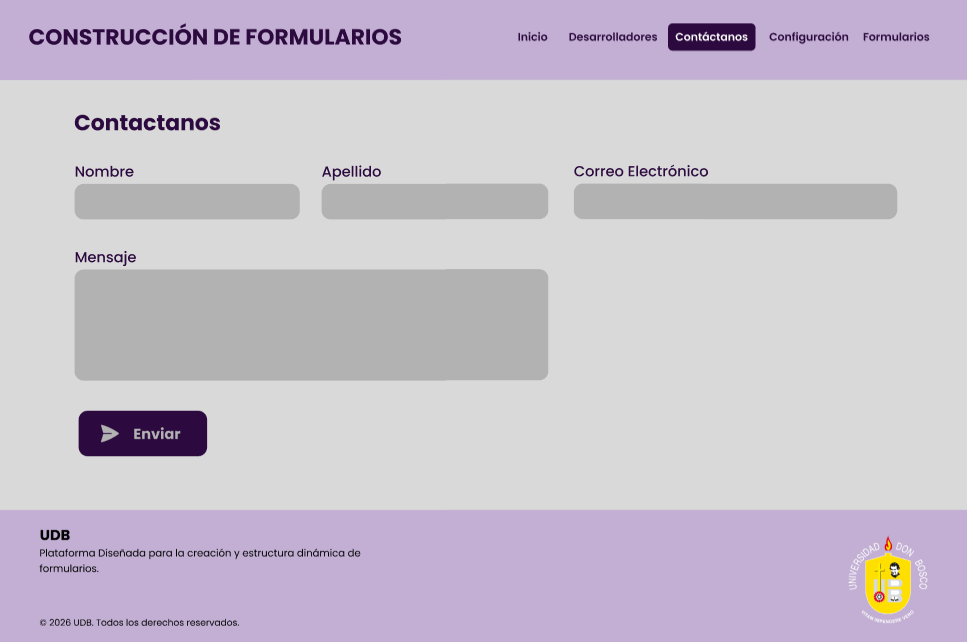 CONSTRUCCIÓN DE FORMULARIOS
Inicio Desarrolladores Contáctanos Configuración Formularios
Contactanos
Nombre Apellido Correo Electrónico
Mensaje
Enviar
UDB
Plataforma Diseñada para la creación y estructura dinámica de
formularios.
UNIVERSIDAD DON BOSCO
© 2026 UDB. Todos los derechos reservados.